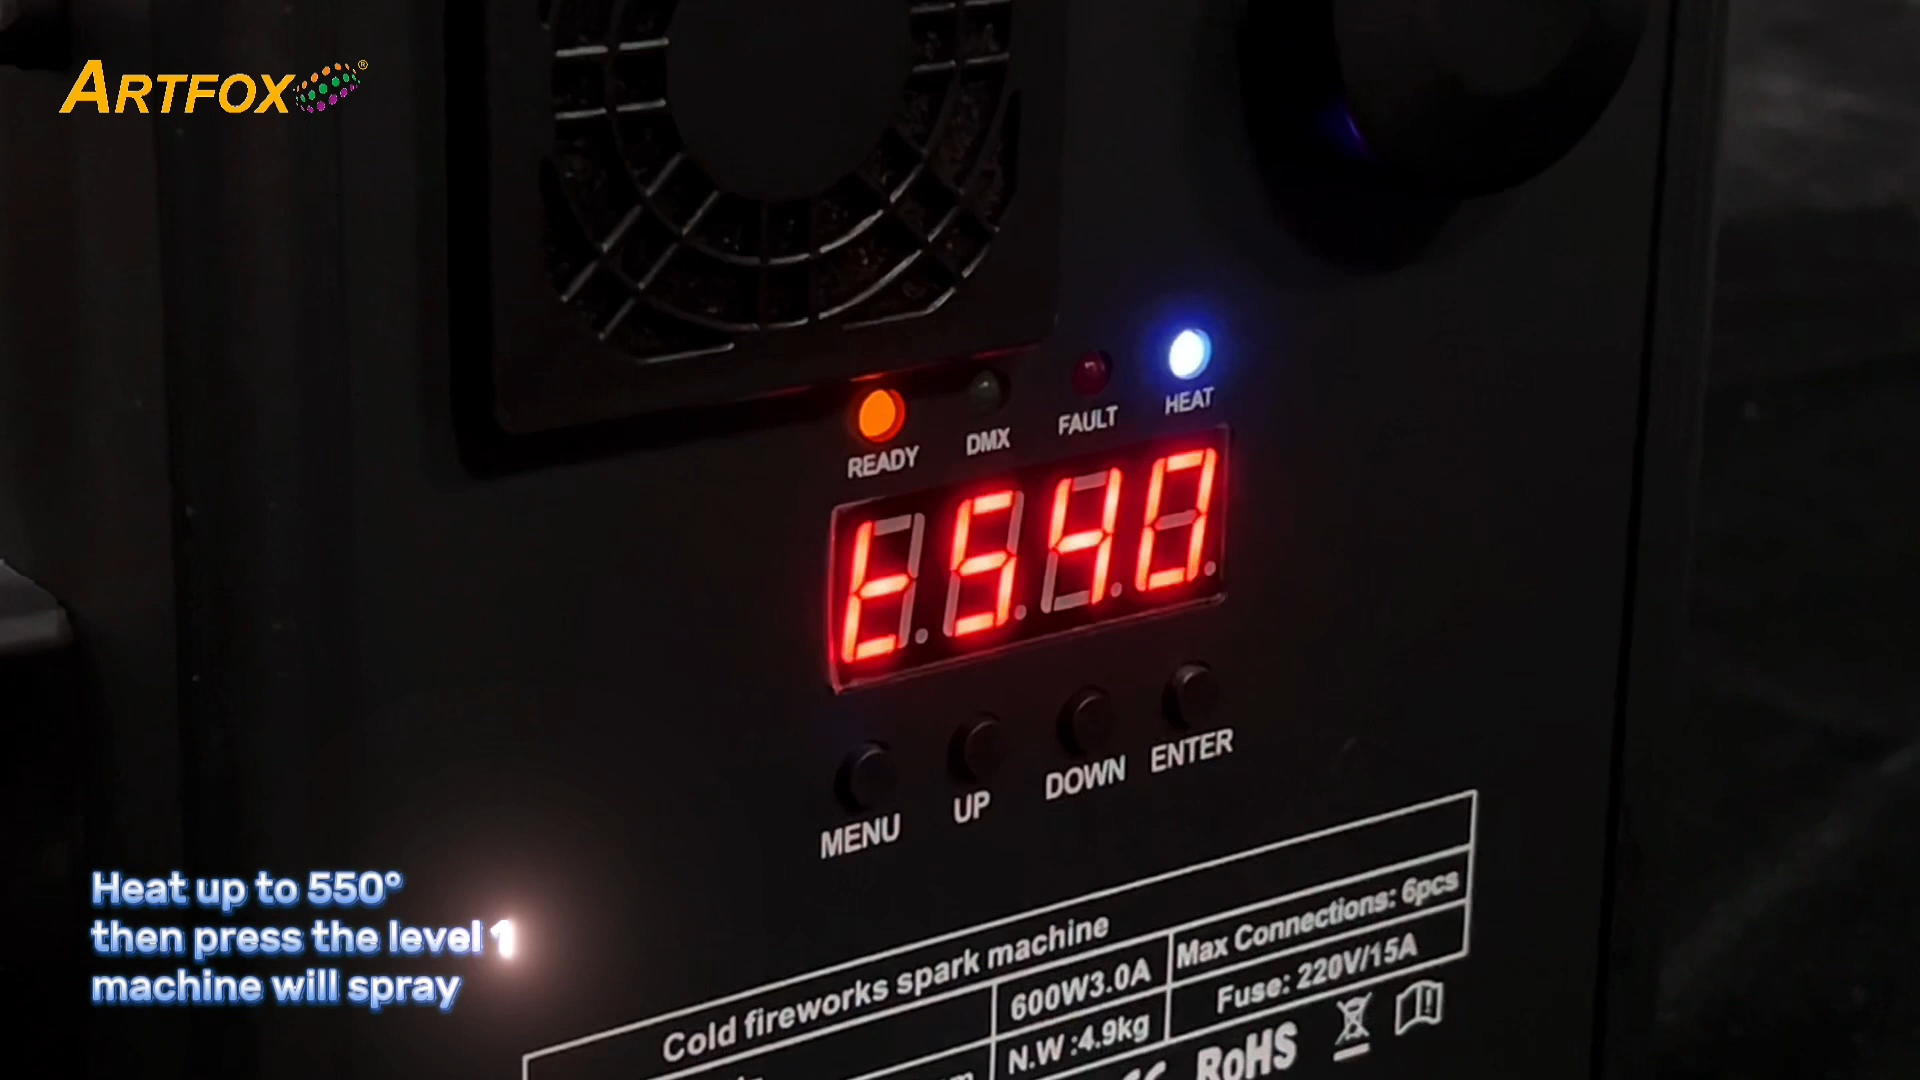 ARTFOX®
READY DMX FAULT HEAT
t540
MENU UP DOWN ENTER
Heat up to 550°
then press the level 1
machine will spray
Cold fireworks spark machine
600W3.0A
Max Connections: 6pcs
N.W :4.9kg
Fuse: 220V/15A
RoHS